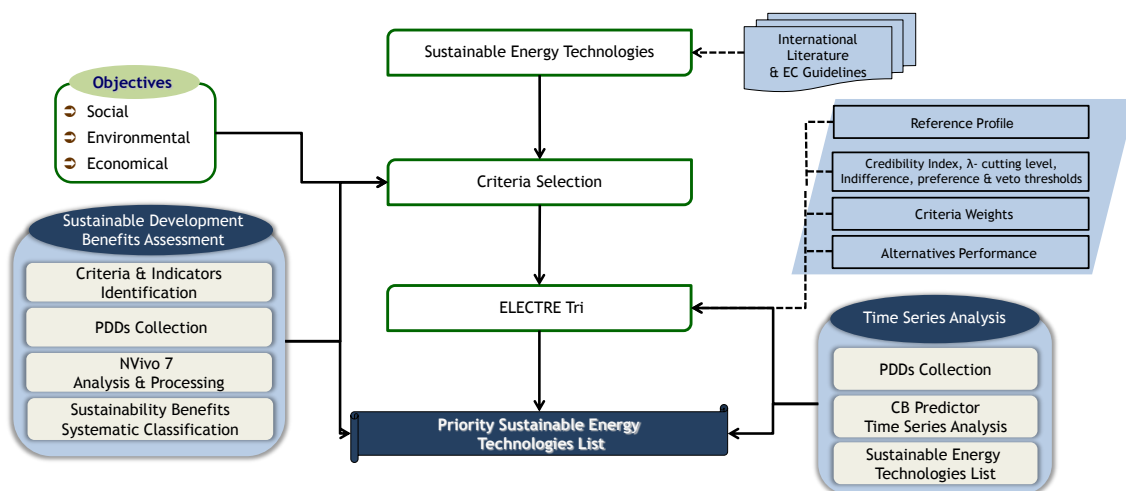 Sustainable Energy Technologies
International
Literature
& EC Guidelines
Objectives
Social
Environmental
Economical
Reference Profile
Credibility Index, λ- cutting level,
Indifference, preference & veto thresholds
Criteria Weights
Alternatives Performance
Criteria Selection
Sustainable Development
Benefits Assessment
Criteria & Indicators
Identification
PDDs Collection
NVivo 7
Analysis & Processing
Sustainability Benefits
Systematic Classification
ELECTRE Tri
Time Series Analysis
PDDs Collection
CB Predictor
Time Series Analysis
Sustainable Energy
Technologies List
Priority Sustainable Energy
Technologies List